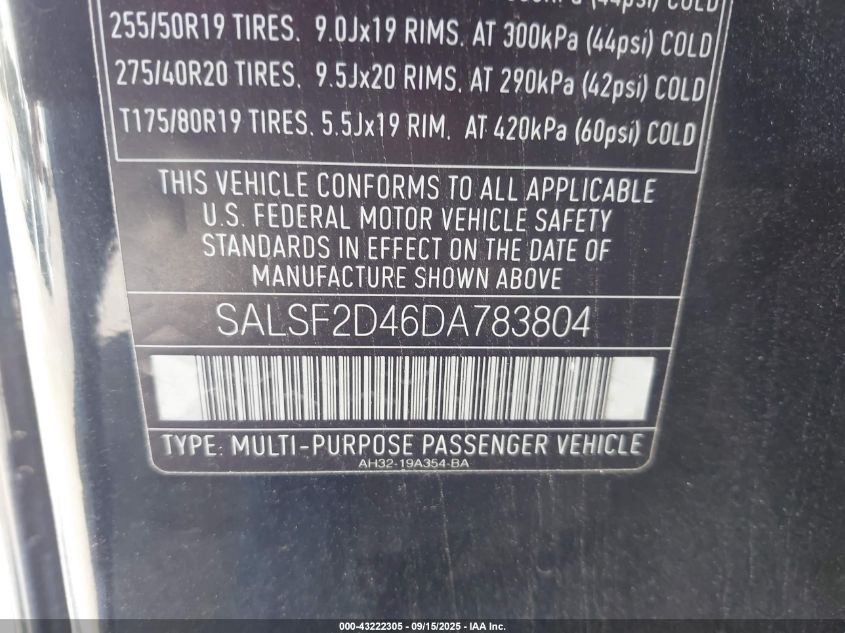 (44psi) COLD
255/50R19 TIRES. 9.0Jx19 RIMS. AT 300kPa (44psi) COLD
275/40R20 TIRES. 9.5Jx20 RIMS. AT 290kPa (42psi) COLD
T175/80R19 TIRES. 5.5Jx19 RIM. AT 420kPa (60psi) COLD
THIS VEHICLE CONFORMS TO ALL APPLICABLE
U.S. FEDERAL MOTOR VEHICLE SAFETY
STANDARDS IN EFFECT ON THE DATE OF
MANUFACTURE SHOWN ABOVE
SALSF2D46DA783804
TYPE: MULTI-PURPOSE PASSENGER VEHICLE
AH32-19A354-BA
000-43222305 - 09/15/2025 - IAA Inc.